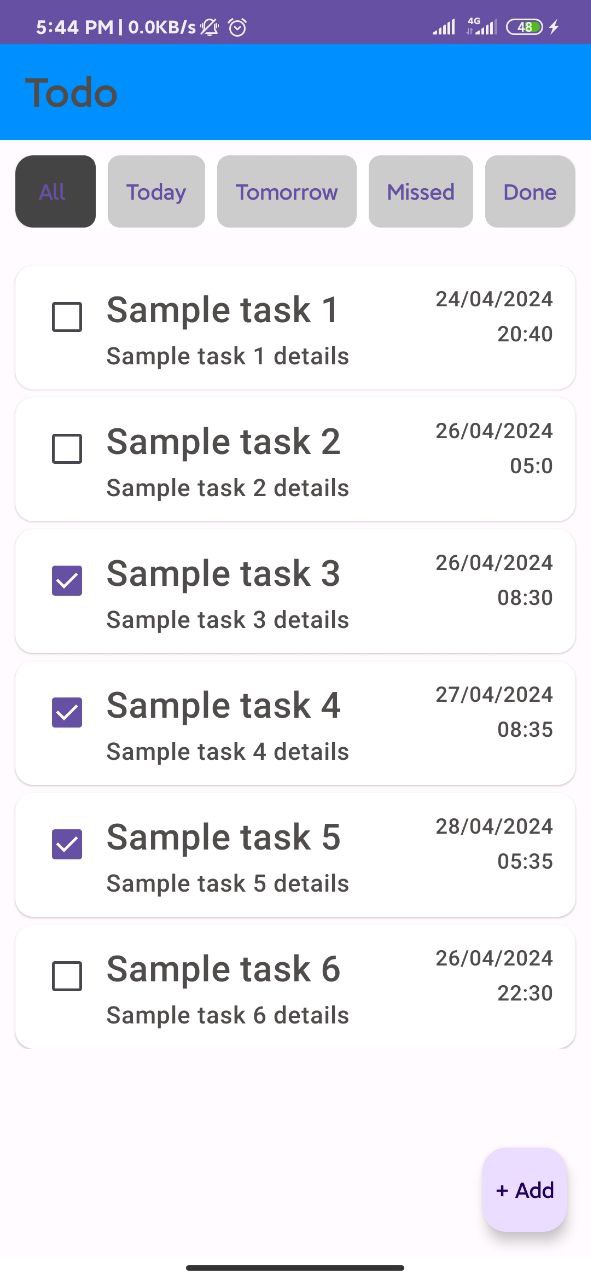 5:44 PM | 0.0KB/s 4G 48
Todo
All Today Tomorrow Missed Done
Sample task 1 24/04/2024
20:40
Sample task 1 details
Sample task 2 26/04/2024
05:0
Sample task 2 details
Sample task 3 26/04/2024
08:30
Sample task 3 details
Sample task 4 27/04/2024
08:35
Sample task 4 details
Sample task 5 28/04/2024
05:35
Sample task 5 details
Sample task 6 26/04/2024
22:30
Sample task 6 details
+ Add